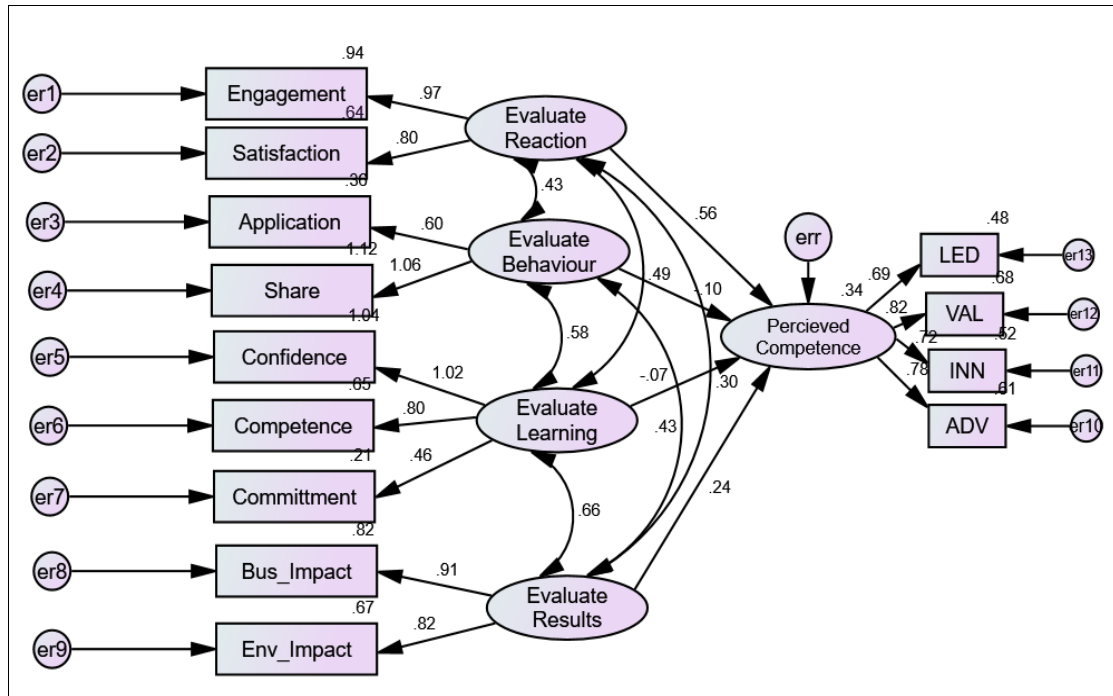 .94
er1
Engagement
.97
.64
er2
Satisfaction
.80
.36
er3
Application
.60
1.12
er4
Share
1.06
1.04
er5
Confidence
1.02
.65
er6
Competence
.80
.21
er7
Committment
.46
.82
er8
Bus_Impact
.91
.67
er9
Env_Impact
.82
Evaluate
Reaction
.43
Evaluate
Behaviour
.49
.58
Evaluate
Learning
.43
.30
.66
Evaluate
Results
.56
-.10
-.07
.24
err
.34
Percieved
Competence
.69
.82
.72
.78
.48
LED
er13
.68
VAL
er12
.52
INN
er11
.61
ADV
er10